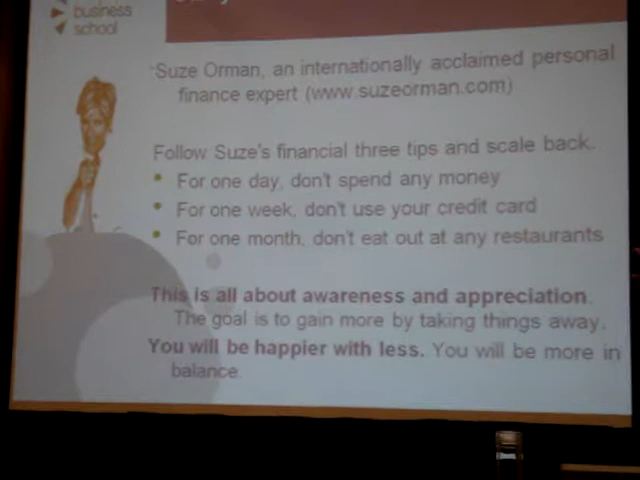 business
school
Suze Orman, an internationally acclaimed personal
finance expert (www.suzeorman.com)
Follow Suze's financial three tips and scale back.
• For one day, don't spend any money
• For one week, don't use your credit card
• For one month, don't eat out at any restaurants
This is all about awareness and appreciation.
The goal is to gain more by taking things away.
You will be happier with less. You will be more in
balance.